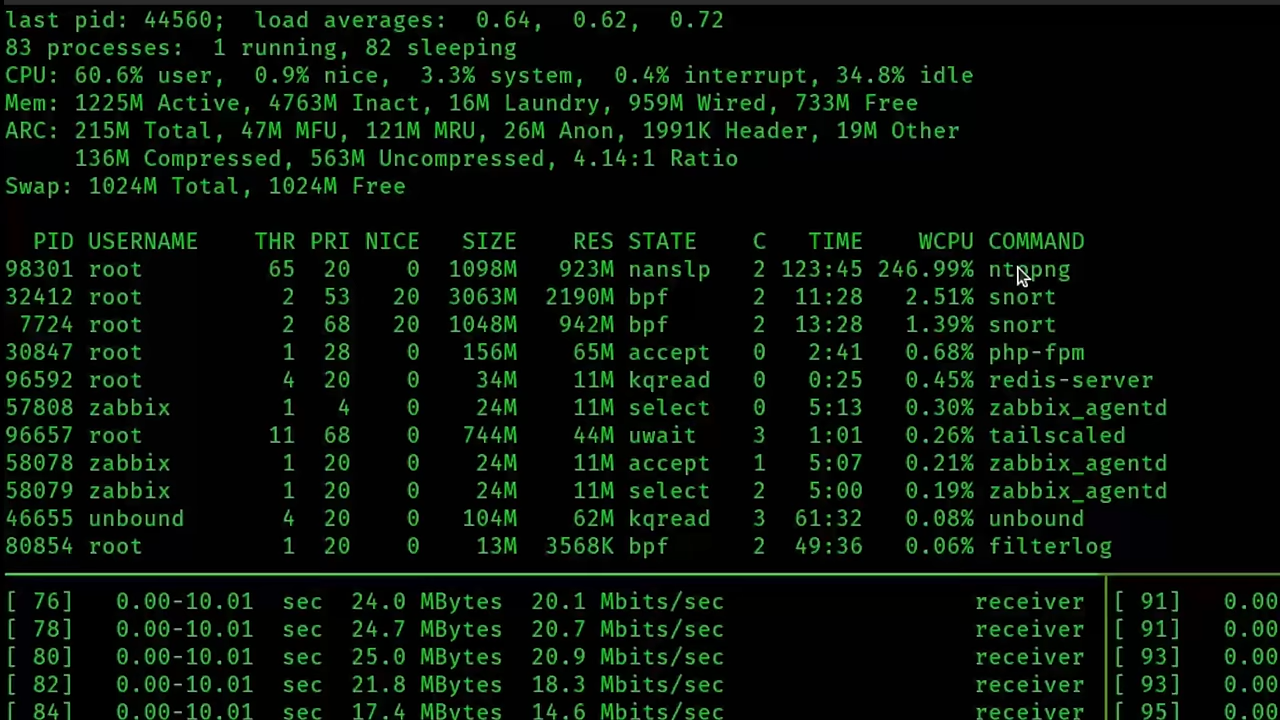 last pid: 44560;  load averages:  0.64,  0.62,  0.72
83 processes:  1 running, 82 sleeping
CPU: 60.6% user,  0.9% nice,  3.3% system,  0.4% interrupt, 34.8% idle
Mem: 1225M Active, 4763M Inact, 16M Laundry, 959M Wired, 733M Free
ARC: 215M Total, 47M MFU, 121M MRU, 26M Anon, 1991K Header, 19M Other
     136M Compressed, 563M Uncompressed, 4.14:1 Ratio
Swap: 1024M Total, 1024M Free
  PID USERNAME    THR PRI NICE   SIZE    RES STATE    C   TIME    WCPU COMMAND
98301 root         65  20    0  1098M   923M nanslp   2 123:45 246.99% ntopng
32412 root          2  53   20  3063M  2190M bpf      2  11:28   2.51% snort
 7724 root          2  68   20  1048M   942M bpf      2  13:28   1.39% snort
30847 root          1  28    0   156M    65M accept   0   2:41   0.68% php-fpm
96592 root          4  20    0    34M    11M kqread   0   0:25   0.45% redis-server
57808 zabbix        1   4    0    24M    11M select   0   5:13   0.30% zabbix_agentd
96657 root         11  68    0   744M    44M uwait    3   1:01   0.26% tailscaled
58078 zabbix        1  20    0    24M    11M accept   1   5:07   0.21% zabbix_agentd
58079 zabbix        1  20    0    24M    11M select   2   5:00   0.19% zabbix_agentd
46655 unbound       4  20    0   104M    62M kqread   3  61:32   0.08% unbound
80854 root          1  20    0    13M  3568K bpf      2  49:36   0.06% filterlog
[ 76]   0.00-10.01  sec  24.0 MBytes  20.1 Mbits/sec                  receiver [ 91]   0.00
[ 78]   0.00-10.01  sec  24.7 MBytes  20.7 Mbits/sec                  receiver [ 91]   0.00
[ 80]   0.00-10.01  sec  25.0 MBytes  20.9 Mbits/sec                  receiver [ 93]   0.00
[ 82]   0.00-10.01  sec  21.8 MBytes  18.3 Mbits/sec                  receiver [ 93]   0.00
[ 84]   0.00-10.01  sec  17.4 MBytes  14.6 Mbits/sec                  receiver [ 95]   0.00